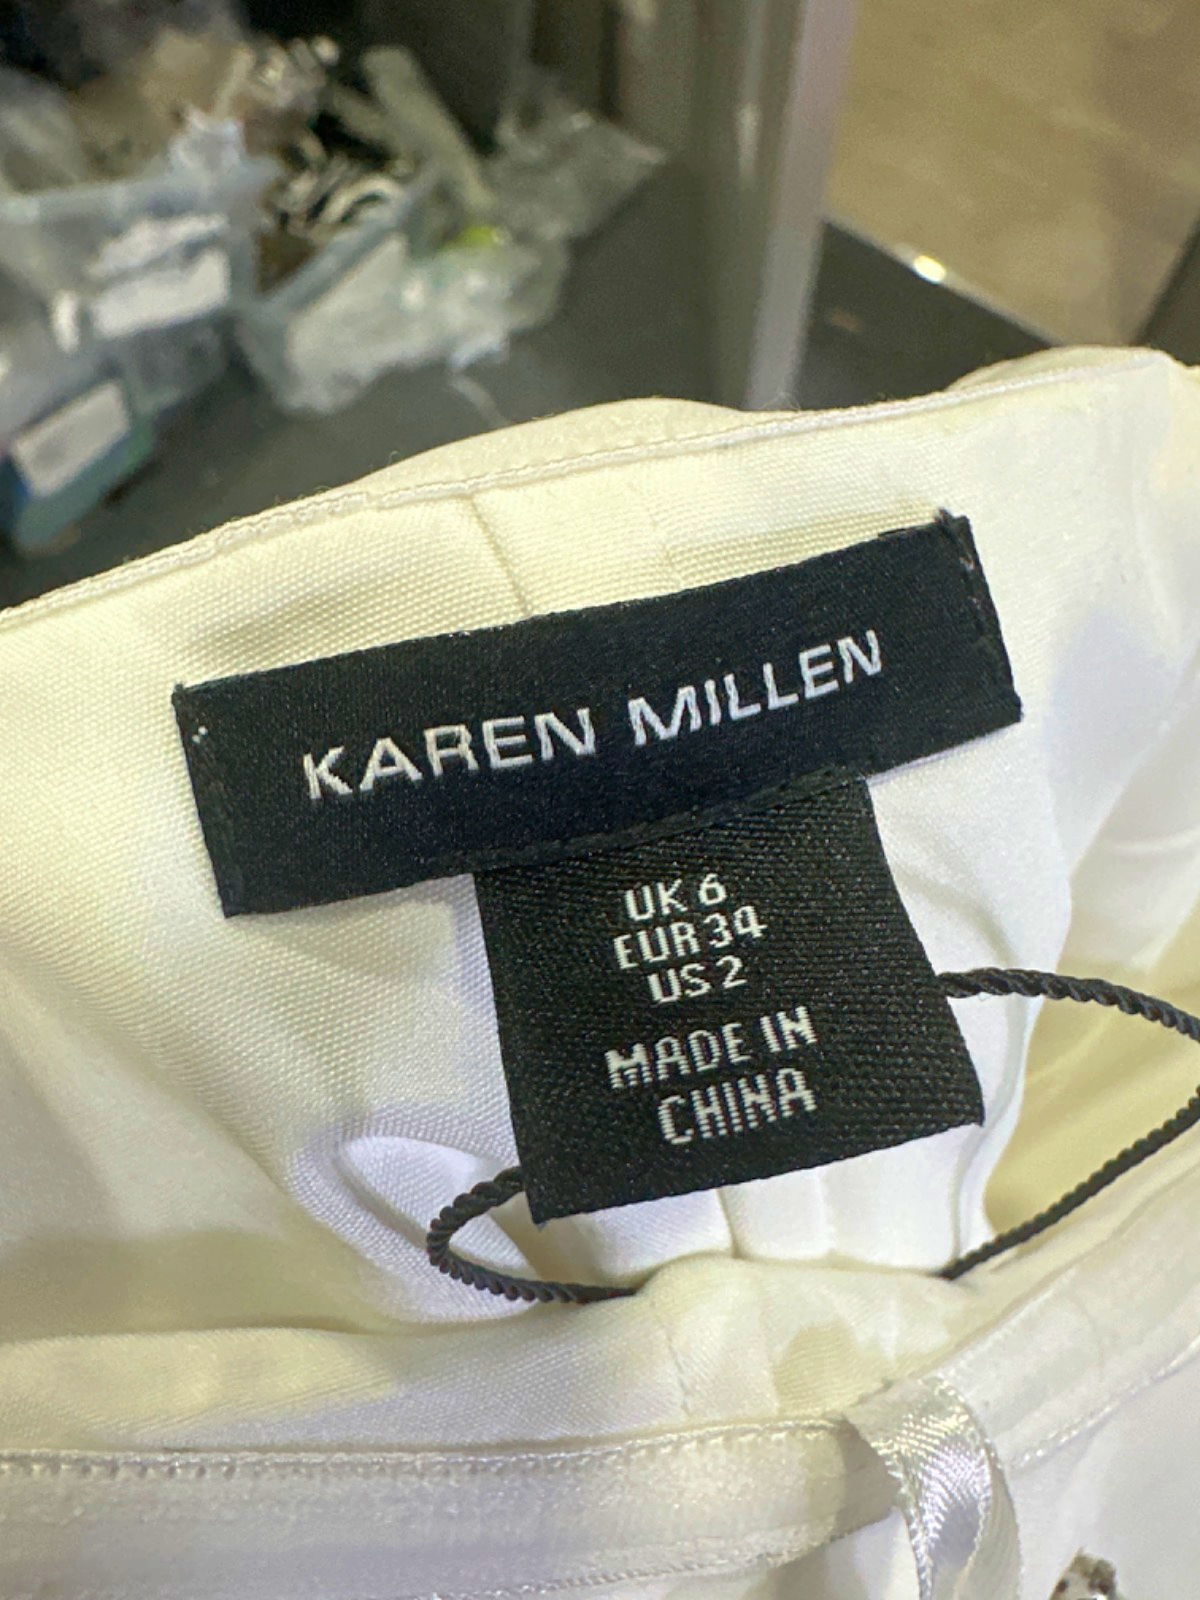 KAREN MILLEN
UK 6
EUR 34
US 2
MADE IN
CHINA